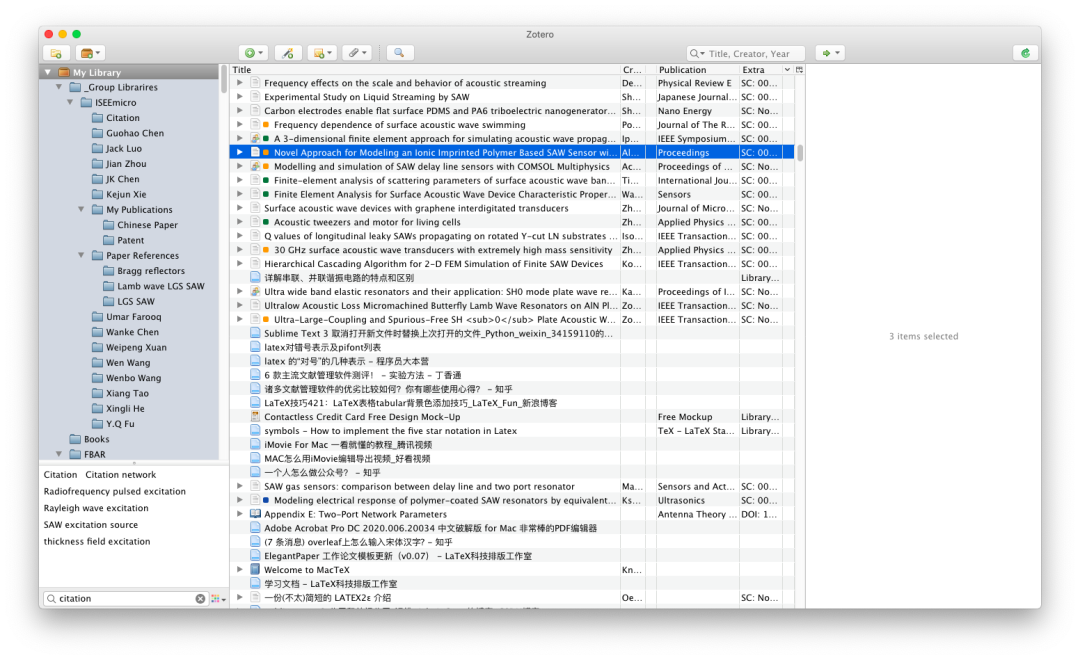 Zotero
Title, Creator, Year
My Library
_Group Librarires
ISEEmicro
Citation
Guohao Chen
Jack Luo
Jian Zhou
JK Chen
Kejun Xie
My Publications
Chinese Paper
Patent
Paper References
Bragg reflectors
Lamb wave LGS SAW
LGS SAW
Umar Farooq
Wanke Chen
Weipeng Xuan
Wen Wang
Wenbo Wang
Xiang Tao
Xingli He
Y.Q Fu
Books
FBAR
Citation Citation network
Radiofrequency pulsed excitation
Rayleigh wave excitation
SAW excitation source
thickness field excitation
citation
Title Cr... Publication Extra
Frequency effects on the scale and behavior of acoustic streaming De... Physical Review E SC: 00...
Experimental Study on Liquid Streaming by SAW Sh... Japanese Journal... SC: 00...
Carbon electrodes enable flat surface PDMS and PA6 triboelectric nanogenerator... Sh... Nano Energy SC: No...
Frequency dependence of surface acoustic wave swimming Po... Journal of The R... SC: 00...
A 3-dimensional finite element approach for simulating acoustic wave propag... Ip... IEEE Symposium... SC: 00...
Novel Approach for Modeling an Ionic Imprinted Polymer Based SAW Sensor wi... Al... Proceedings SC: 00...
Modelling and simulation of SAW delay line sensors with COMSOL Multiphysics Ac... Proceedings of ... SC: No...
Finite-element analysis of scattering parameters of surface acoustic wave ban... Ti... International Jou... SC: 00...
Finite Element Analysis for Surface Acoustic Wave Device Characteristic Proper... Wa... Sensors SC: 00...
Surface acoustic wave devices with graphene interdigitated transducers Zh... Journal of Micro... SC: No...
Acoustic tweezers and motor for living cells Zh... Applied Physics ... SC: 00...
Q values of longitudinal leaky SAWs propagating on rotated Y-cut LN substrates ... Iso... IEEE Transaction... SC: 00...
30 GHz surface acoustic wave transducers with extremely high mass sensitivity Zh... Applied Physics ... SC: 00...
Hierarchical Cascading Algorithm for 2-D FEM Simulation of Finite SAW Devices Ko... IEEE Transaction... SC: 00...
详解串联、并联谐振电路的特点和区别 Library...
Ultra wide band elastic resonators and their application: SH0 mode plate wave re... Ka... Proceedings of I... SC: No...
Ultralow Acoustic Loss Micromachined Butterfly Lamb Wave Resonators on AlN Pl... Zo... IEEE Transaction... SC: 00...
Ultra-Large-Coupling and Spurious-Free SH <sub>0</sub> Plate Acoustic W... Zo... IEEE Transaction... SC: No...
Sublime Text 3 取消打开新文件时替换上次打开的文件_Python_weixin_34159110的...
latex对错号表示及pifont列表
latex 的“对号”的几种表示 - 程序员大本营
6 款主流文献管理软件测评！ - 实验方法 - 丁香通
诸多文献管理软件的优劣比较如何？你有哪些使用心得？ - 知乎
LaTeX技巧421：LaTeX表格tabular背景色添加技巧_LaTeX_Fun_新浪博客
Contactless Credit Card Free Design Mock-Up Free Mockup Library...
symbols - How to implement the five star notation in Latex TeX - LaTeX Sta... Library...
iMovie For Mac 一看就懂的教程_腾讯视频
MAC怎么用iMovie编辑导出视频_好看视频
一个人怎么做公众号？ - 知乎
SAW gas sensors: comparison between delay line and two port resonator Ma... Sensors and Act... SC: 00...
Modeling electrical response of polymer-coated SAW resonators by equivalent... Ks... Ultrasonics SC: 00...
Appendix E: Two-Port Network Parameters Antenna Theory ... DOI: 1...
Adobe Acrobat Pro DC 2020.006.20034 中文破解版 for Mac 非常棒的PDF编辑器
(7 条消息) overleaf上怎么输入宋体汉字? - 知乎
ElegantPaper 工作论文模板更新（v0.07） - LaTeX科技排版工作室
Welcome to MacTeX Kn...
学习文档 - LaTeX科技排版工作室
一份(不太)简短的 LATEX2ε 介绍 Oe... SC: No...
3 items selected